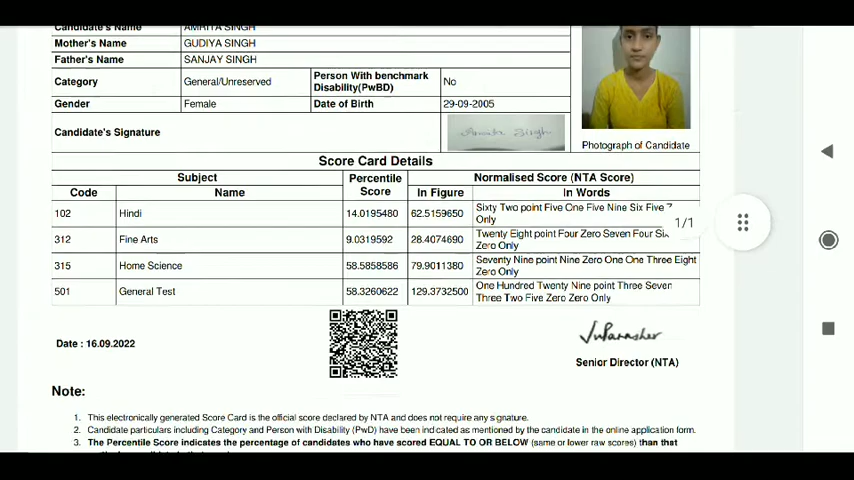 Candidate's Name AMRITA SINGH
Mother's Name GUDIYA SINGH
Father's Name SANJAY SINGH
Category General/Unreserved Person With benchmark Disability(PwBD) No
Gender Female Date of Birth 29-09-2005
Candidate's Signature Amrita Singh
Photograph of Candidate
Score Card Details
Subject Percentile Score Normalised Score (NTA Score)
Code Name In Figure In Words
102 Hindi 14.0195480 62.5159650 Sixty Two point Five One Five Nine Six Five
Only
312 Fine Arts 9.0319592 28.4074690 Twenty Eight point Four Zero Seven Four
Zero Only
315 Home Science 58.5858586 79.9011380 Seventy Nine point Nine Zero One One Three Eight
Zero Only
501 General Test 58.3260622 129.3732500 One Hundred Twenty Nine point Three Seven
Three Two Five Zero Zero Only
1/1
Date : 16.09.2022
Senior Director (NTA)
Note:
1. This electronically generated Score Card is the official score declared by NTA and does not require any signature.
2. Candidate particulars including Category and Person with Disability (PwD) have been indicated as mentioned by the candidate in the online application form.
3. The Percentile Score indicates the percentage of candidates who have scored EQUAL TO OR BELOW (same or lower raw scores) than that